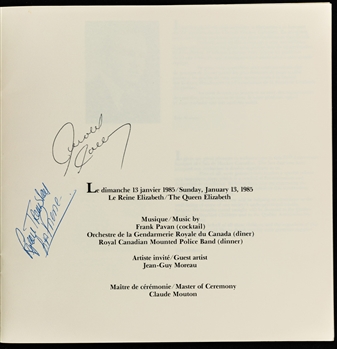 Le dimanche 13 janvier 1985/Sunday, January 13, 1985
Le Reine Elizabeth/The Queen Elizabeth
Musique/Music by
Frank Pavan (cocktail)
Orchestre de la Gendarmerie Royale du Canada (dîner)
Royal Canadian Mounted Police Band (dinner)
Artiste invité/Guest artist
Jean-Guy Moreau
Maître de cérémonie/Master of Ceremony
Claude Mouton